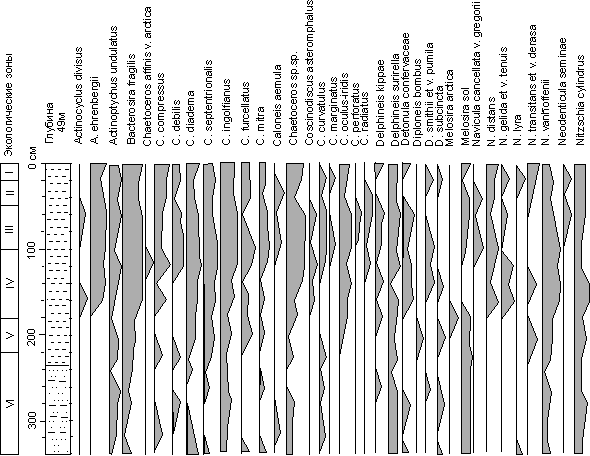 Экологические зоны
Глубина
49м
Actinocyclus divisus
A. ehrenbergii
Actinoptychus undulatus
Bacterosira fragilis
Chaetoceros affinis v. arctica
C. compressus
C. debilis
C. diadema
C. septentrionalis
C. ingolfianus
C. furcellatus
C. mitra
Caloneis aemula
Chaetoceros sp.sp.
Coscinodiscus asteromphalus
C. curvatulus
C. marginatus
C. oculus-iridis
C. perforatus
C. radiatus
Delphineis kippae
Delphineis surirella
Detonula confervaceae
Diploneis bombus
D. smithii et v. pumila
D. subcincta
Melosira arctica
Melosira sol
Navicula cancellata v. gregorii
N. distans
N. gelida et v. tenuis
N. lyra
N. transitans et v. derasa
N. vanhoffenii
Neodenticula seminae
Nitzschia cylindrus
0 см
100
200
300
I
II
III
IV
V
VI